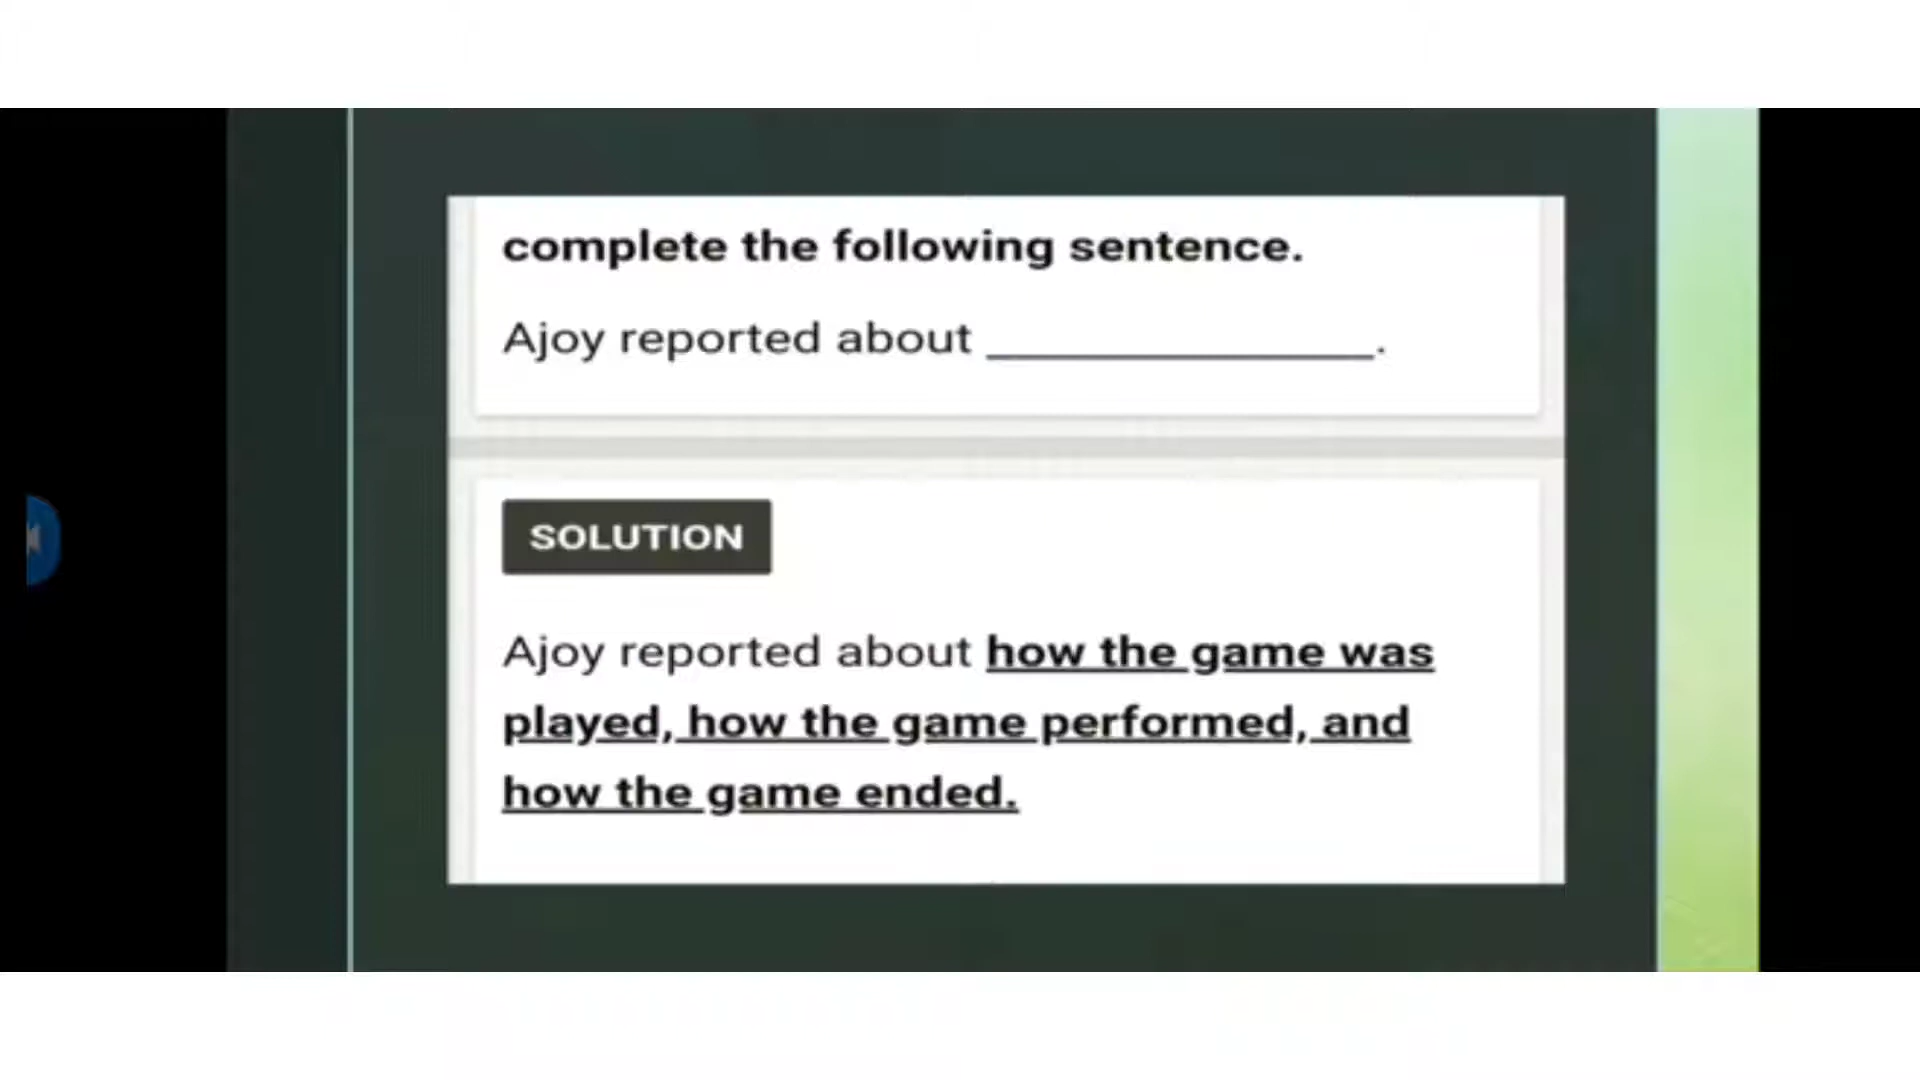 complete the following sentence.
Ajoy reported about ________________.
SOLUTION
Ajoy reported about how the game was
played, how the game performed, and
how the game ended.